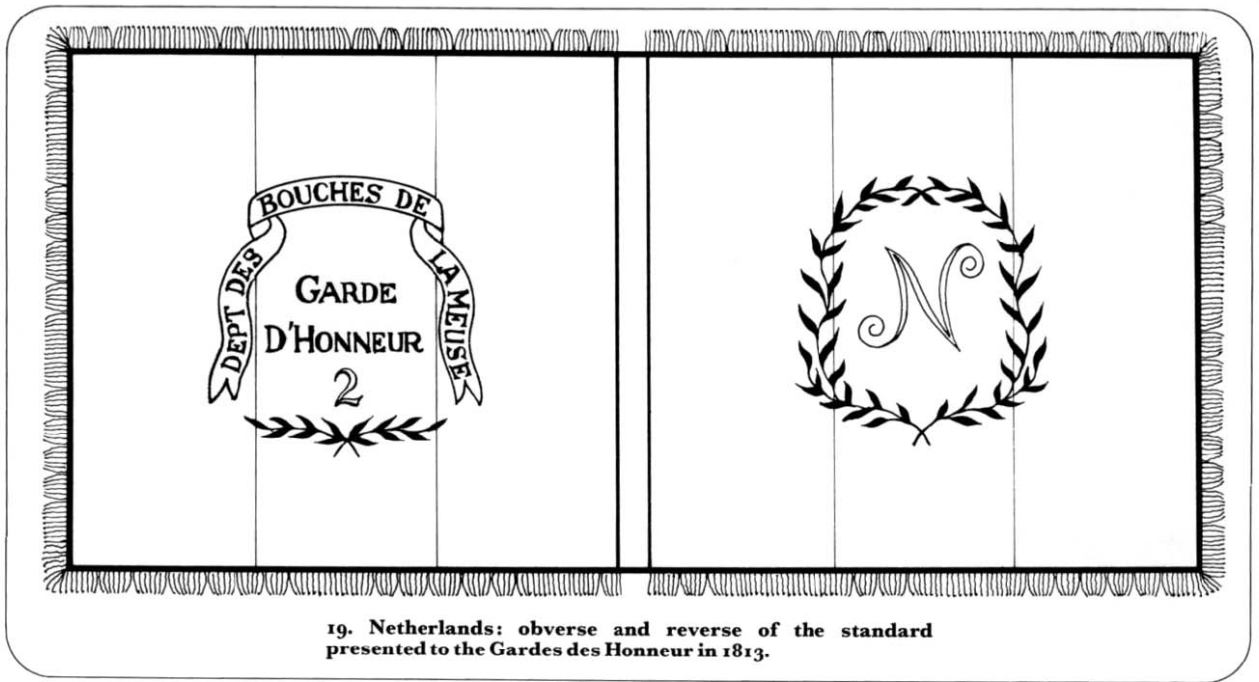 DEPT DES BOUCHES DE LA MEUSE
GARDE
D'HONNEUR
2
N
19. Netherlands: obverse and reverse of the standard
presented to the Gardes des Honneur in 1813.